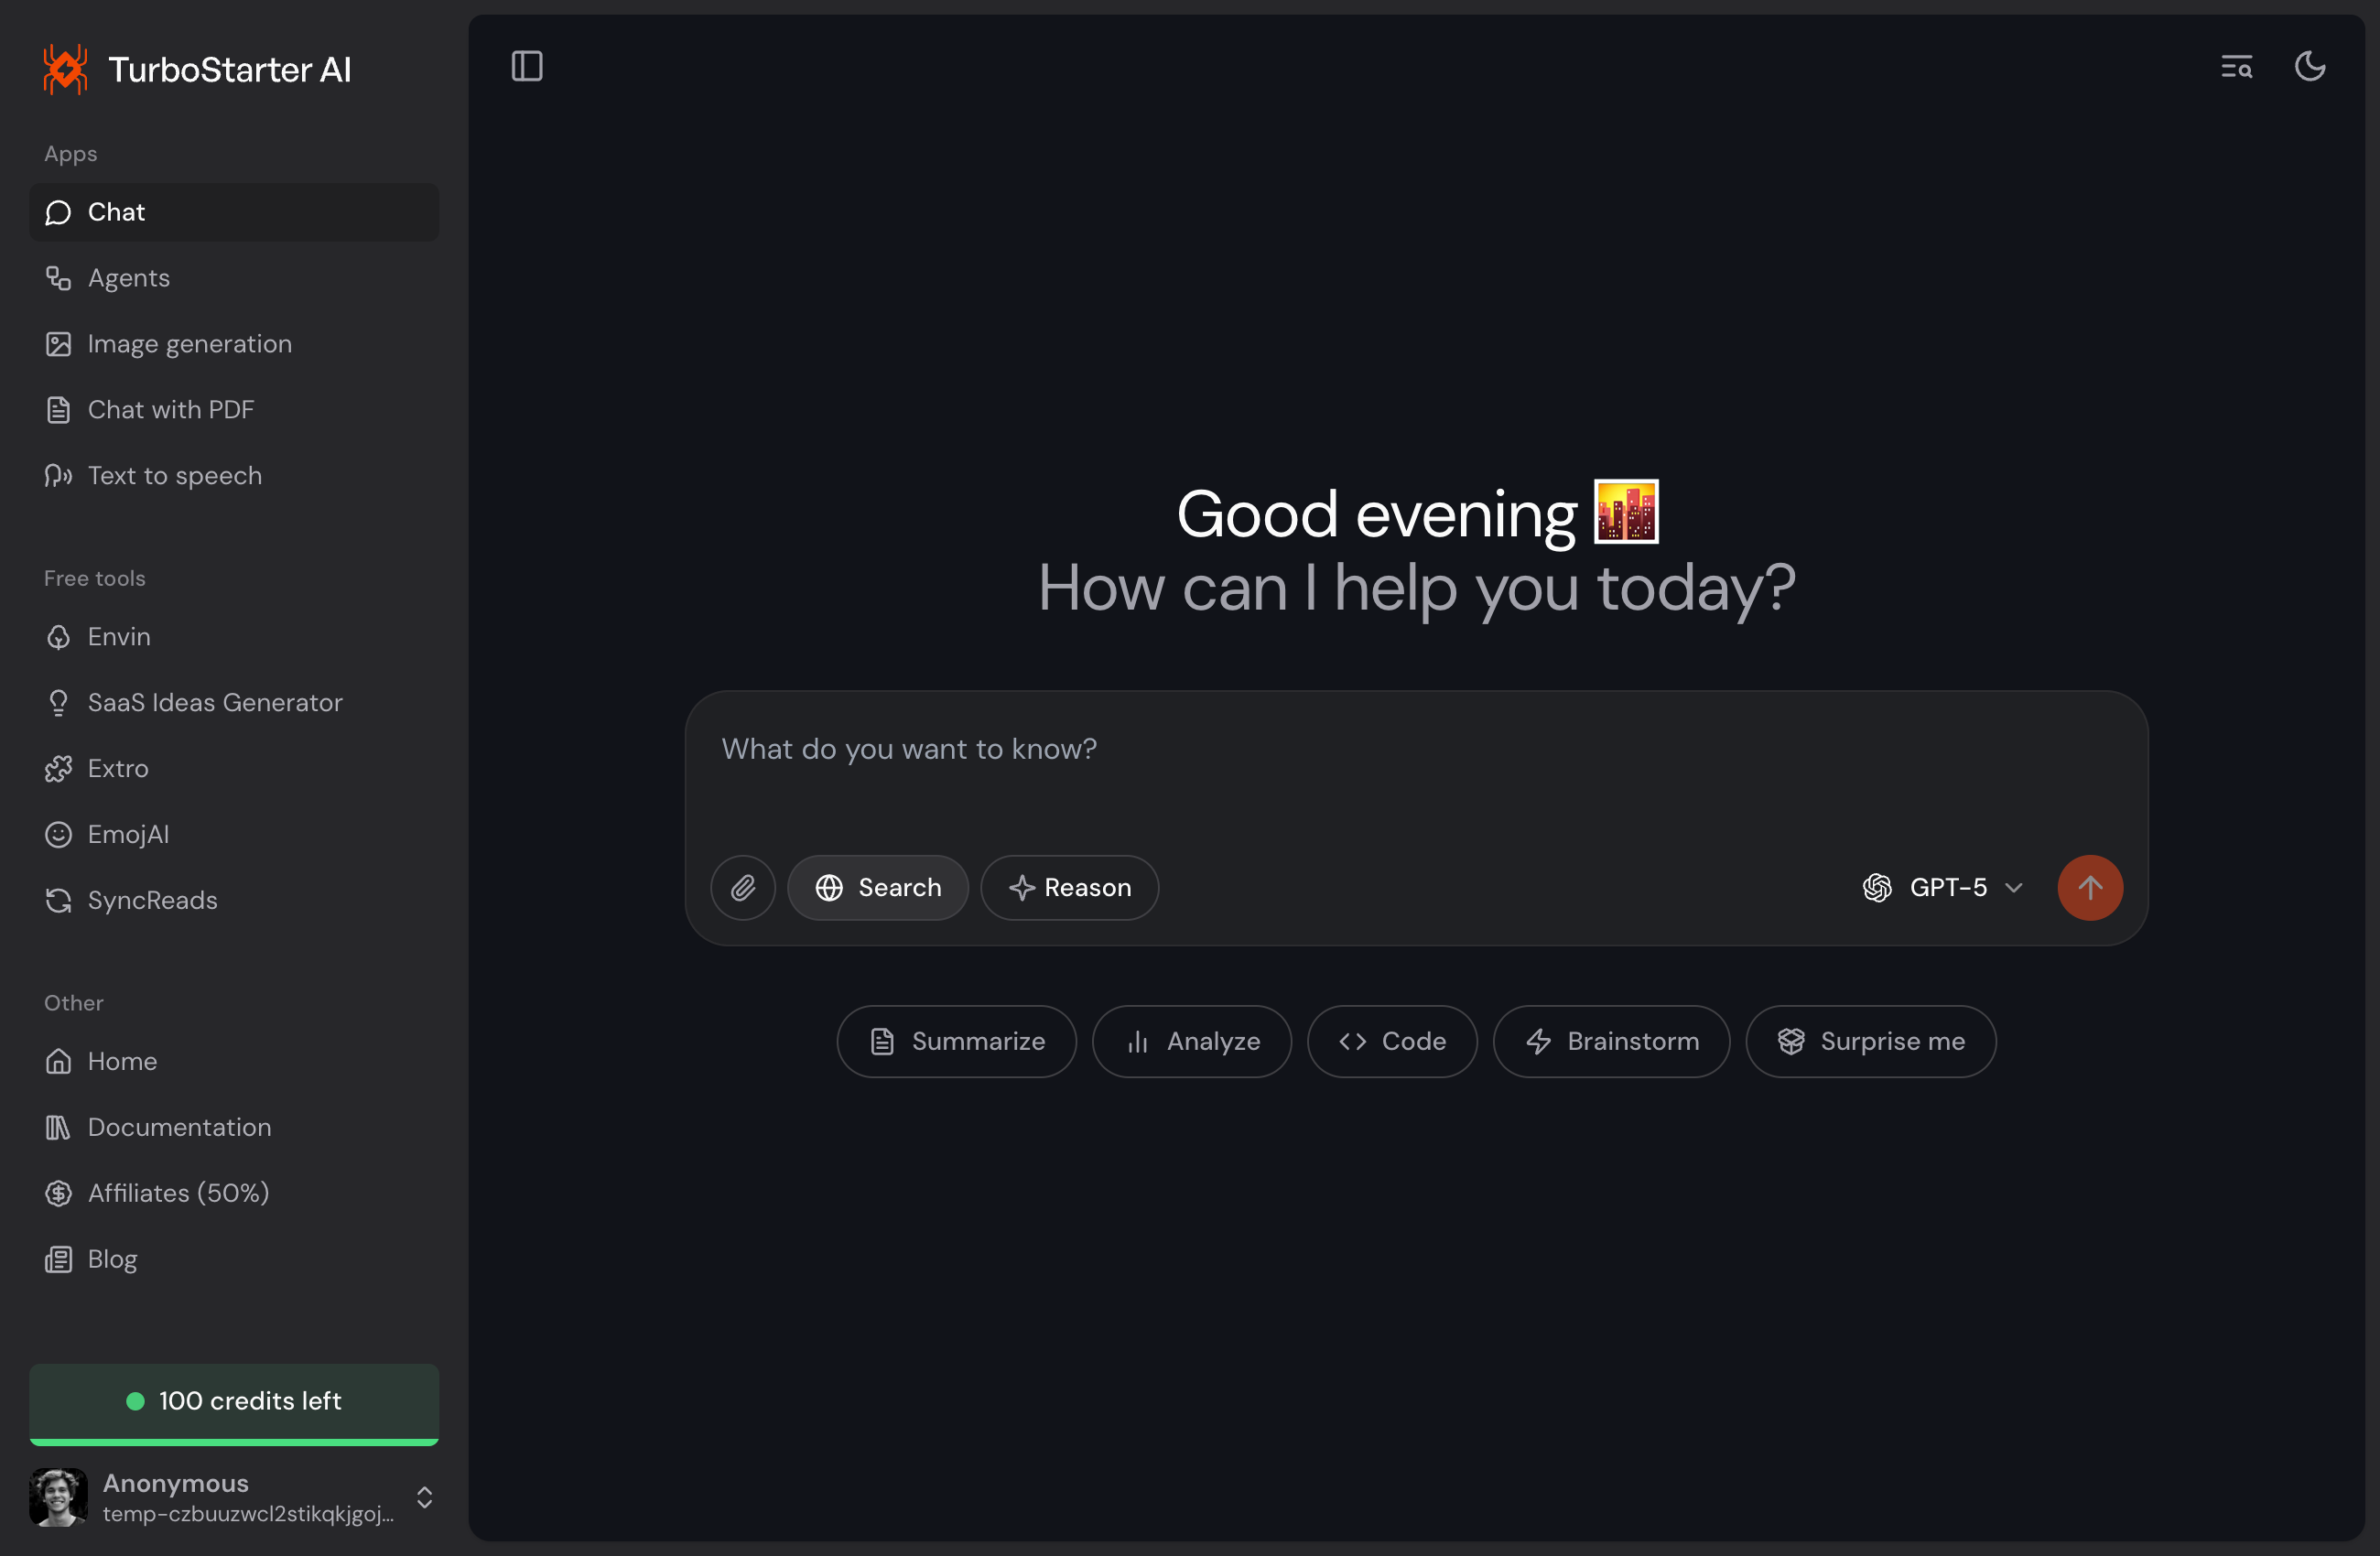 TurboStarter AI
Apps
Chat
Agents
Image generation
Chat with PDF
Text to speech
Free tools
Envin
SaaS Ideas Generator
Extro
EmojAI
SyncReads
Other
Home
Documentation
Affiliates (50%)
Blog
100 credits left
Anonymous
temp-czbuuzwcl2stikqkjgoj...
Good evening 🌇
How can I help you today?
What do you want to know?
Search
Reason
GPT-5
Summarize
Analyze
Code
Brainstorm
Surprise me